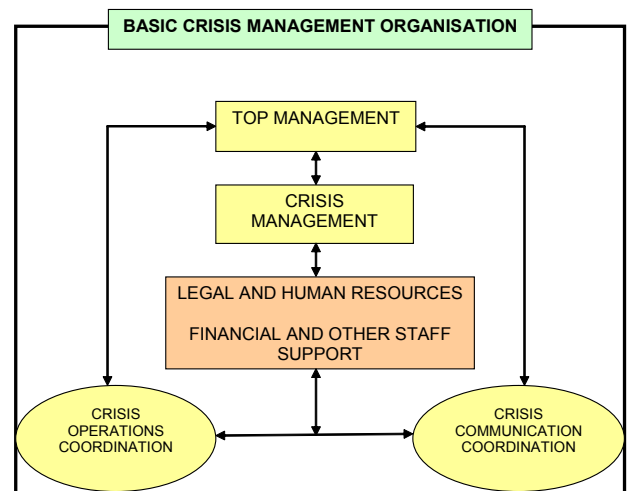 BASIC CRISIS MANAGEMENT ORGANISATION
TOP MANAGEMENT
CRISIS
MANAGEMENT
LEGAL AND HUMAN RESOURCES
FINANCIAL AND OTHER STAFF
SUPPORT
CRISIS
OPERATIONS
COORDINATION
CRISIS
COMMUNICATION
COORDINATION